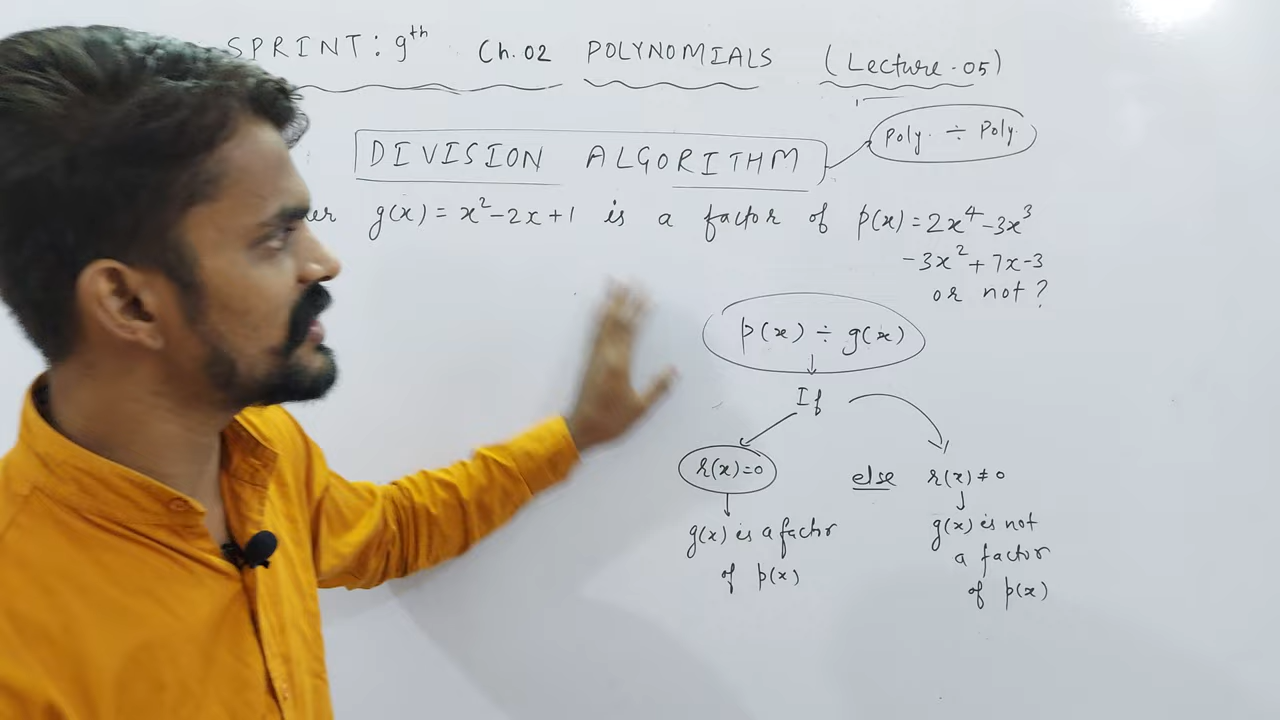 SPRINT: 9th Ch. 02 POLYNOMIALS (Lecture-05)
DIVISION ALGORITHM
Poly. ÷ Poly.
g(x) = x²-2x+1 is a factor of p(x) = 2x⁴-3x³
-3x²+7x-3
or not?
p(x) ÷ g(x)
If
r(x)=0
else r(x) ≠ 0
g(x) is a factor
of p(x)
g(x) is not
a factor
of p(x)